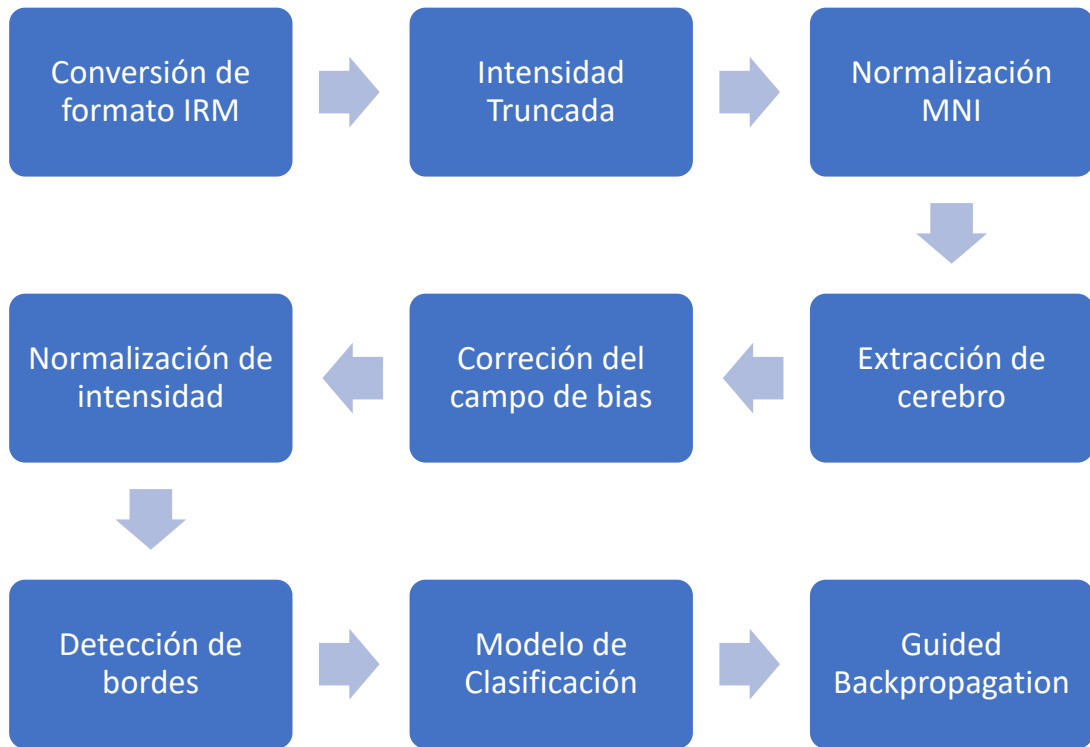 Conversión de
formato IRM
Intensidad
Truncada
Normalización
MNI
Extracción de
cerebro
Correción del
campo de bias
Normalización de
intensidad
Detección de
bordes
Modelo de
Clasificación
Guided
Backpropagation